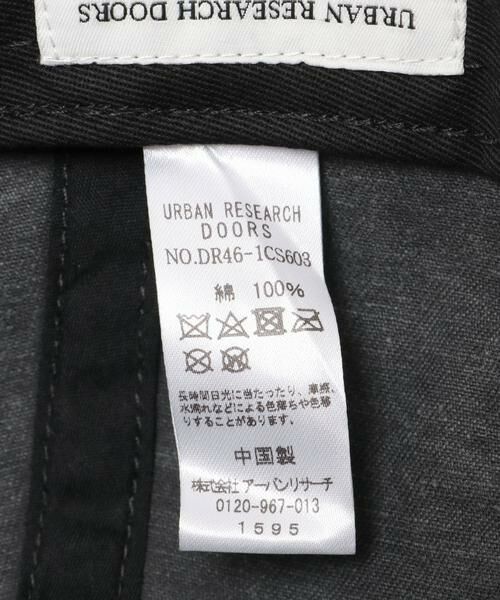 URBAN RESEARCH DOORS
URBAN RESEARCH
DOORS
NO.DR46-1CS603
綿 100%
長時間日光に当たったり、摩擦、
水濡れなどによる色落ちや色移
りすることがあります。
中国製
株式会社 アーバンリサーチ
0120-967-013
1595